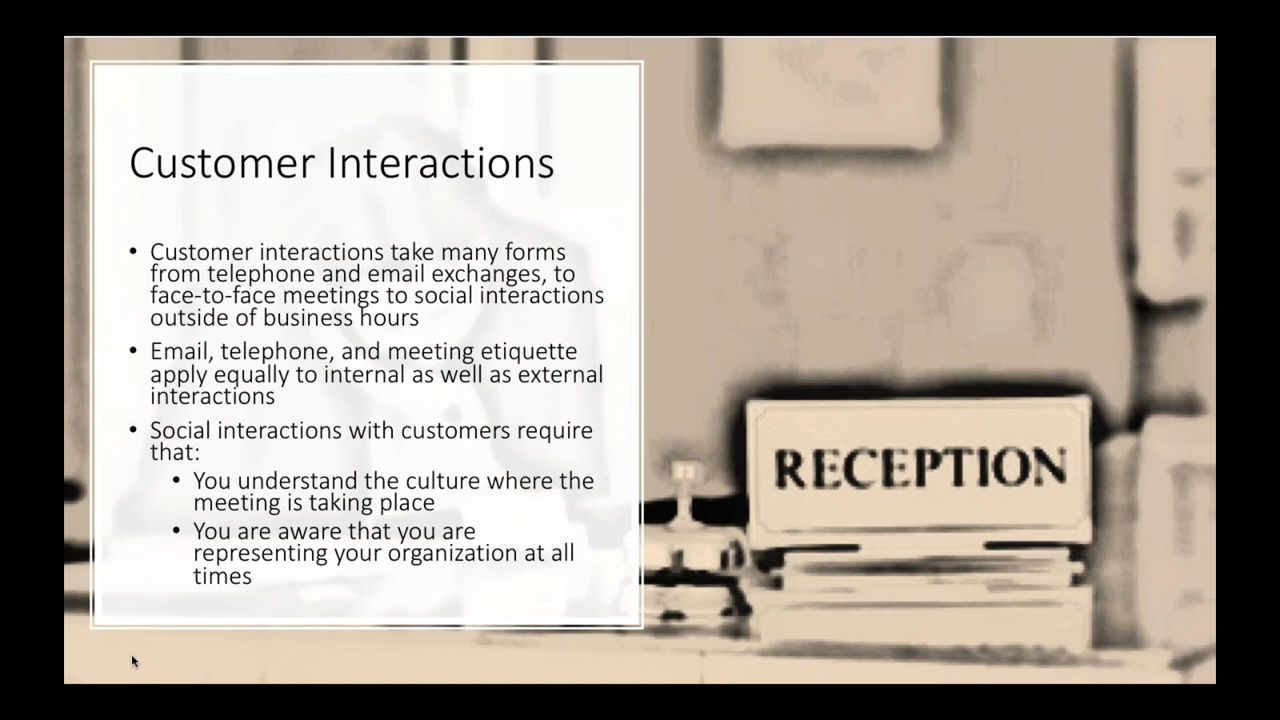 Customer Interactions
• Customer interactions take many forms
from telephone and email exchanges, to
face-to-face meetings to social interactions
outside of business hours
• Email, telephone, and meeting etiquette
apply equally to internal as well as external
interactions
• Social interactions with customers require
that:
• You understand the culture where the
meeting is taking place
• You are aware that you are
representing your organization at all
times
RECEPTION